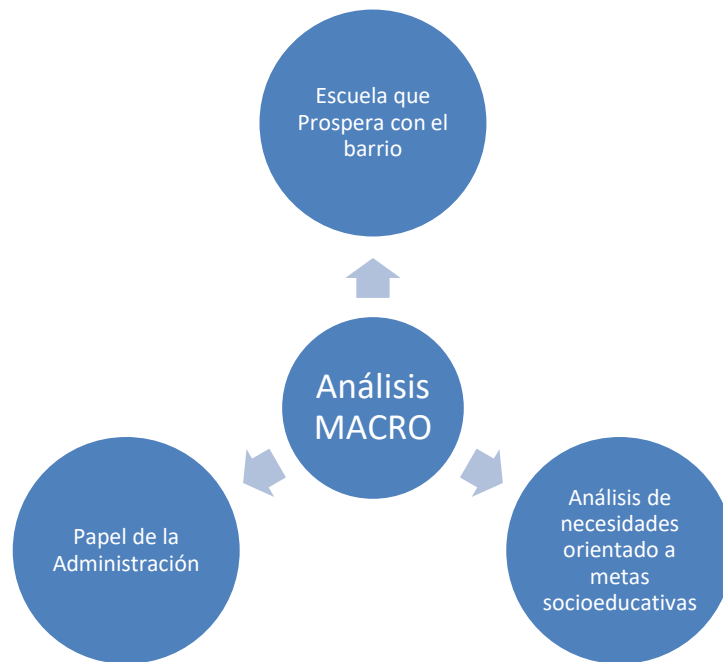 Escuela que
Prospera con el
barrio
Análisis
MACRO
Papel de la
Administración
Análisis de
necesidades
orientado a
metas
socioeducativas